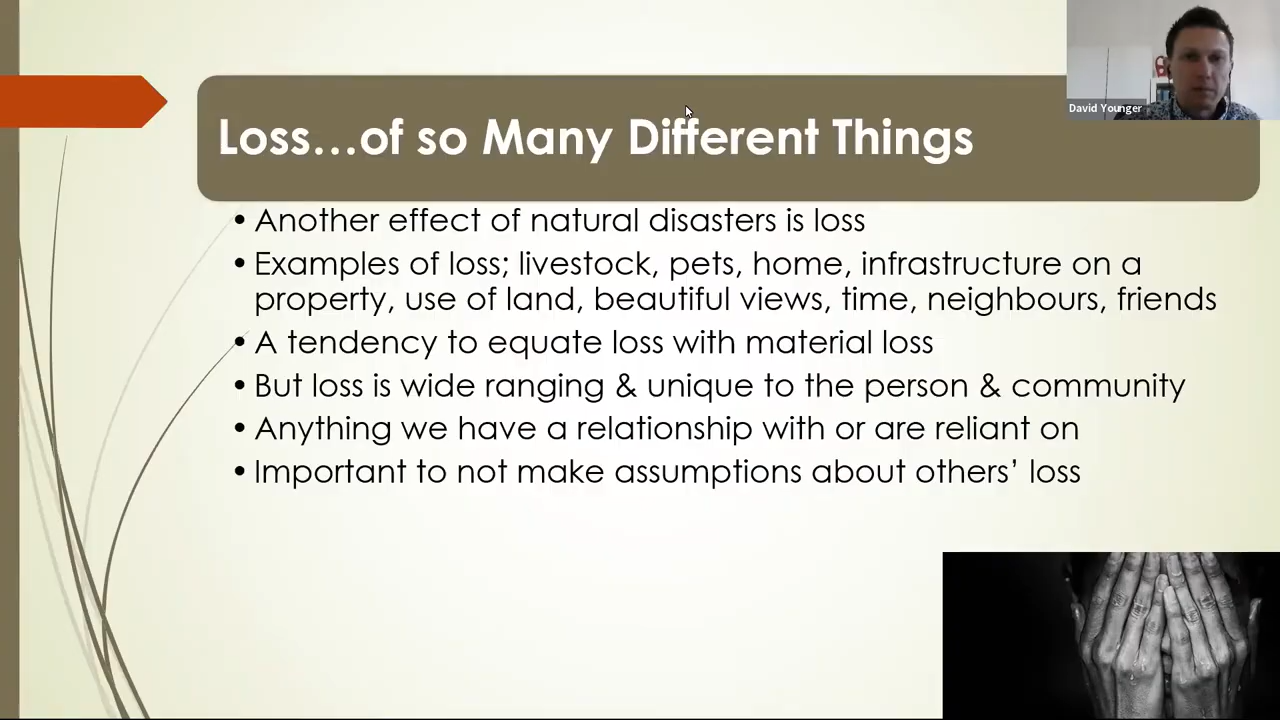 David Younger
Loss…of so Many Different Things
• Another effect of natural disasters is loss
• Examples of loss; livestock, pets, home, infrastructure on a
property, use of land, beautiful views, time, neighbours, friends
• A tendency to equate loss with material loss
• But loss is wide ranging & unique to the person & community
• Anything we have a relationship with or are reliant on
• Important to not make assumptions about others’ loss